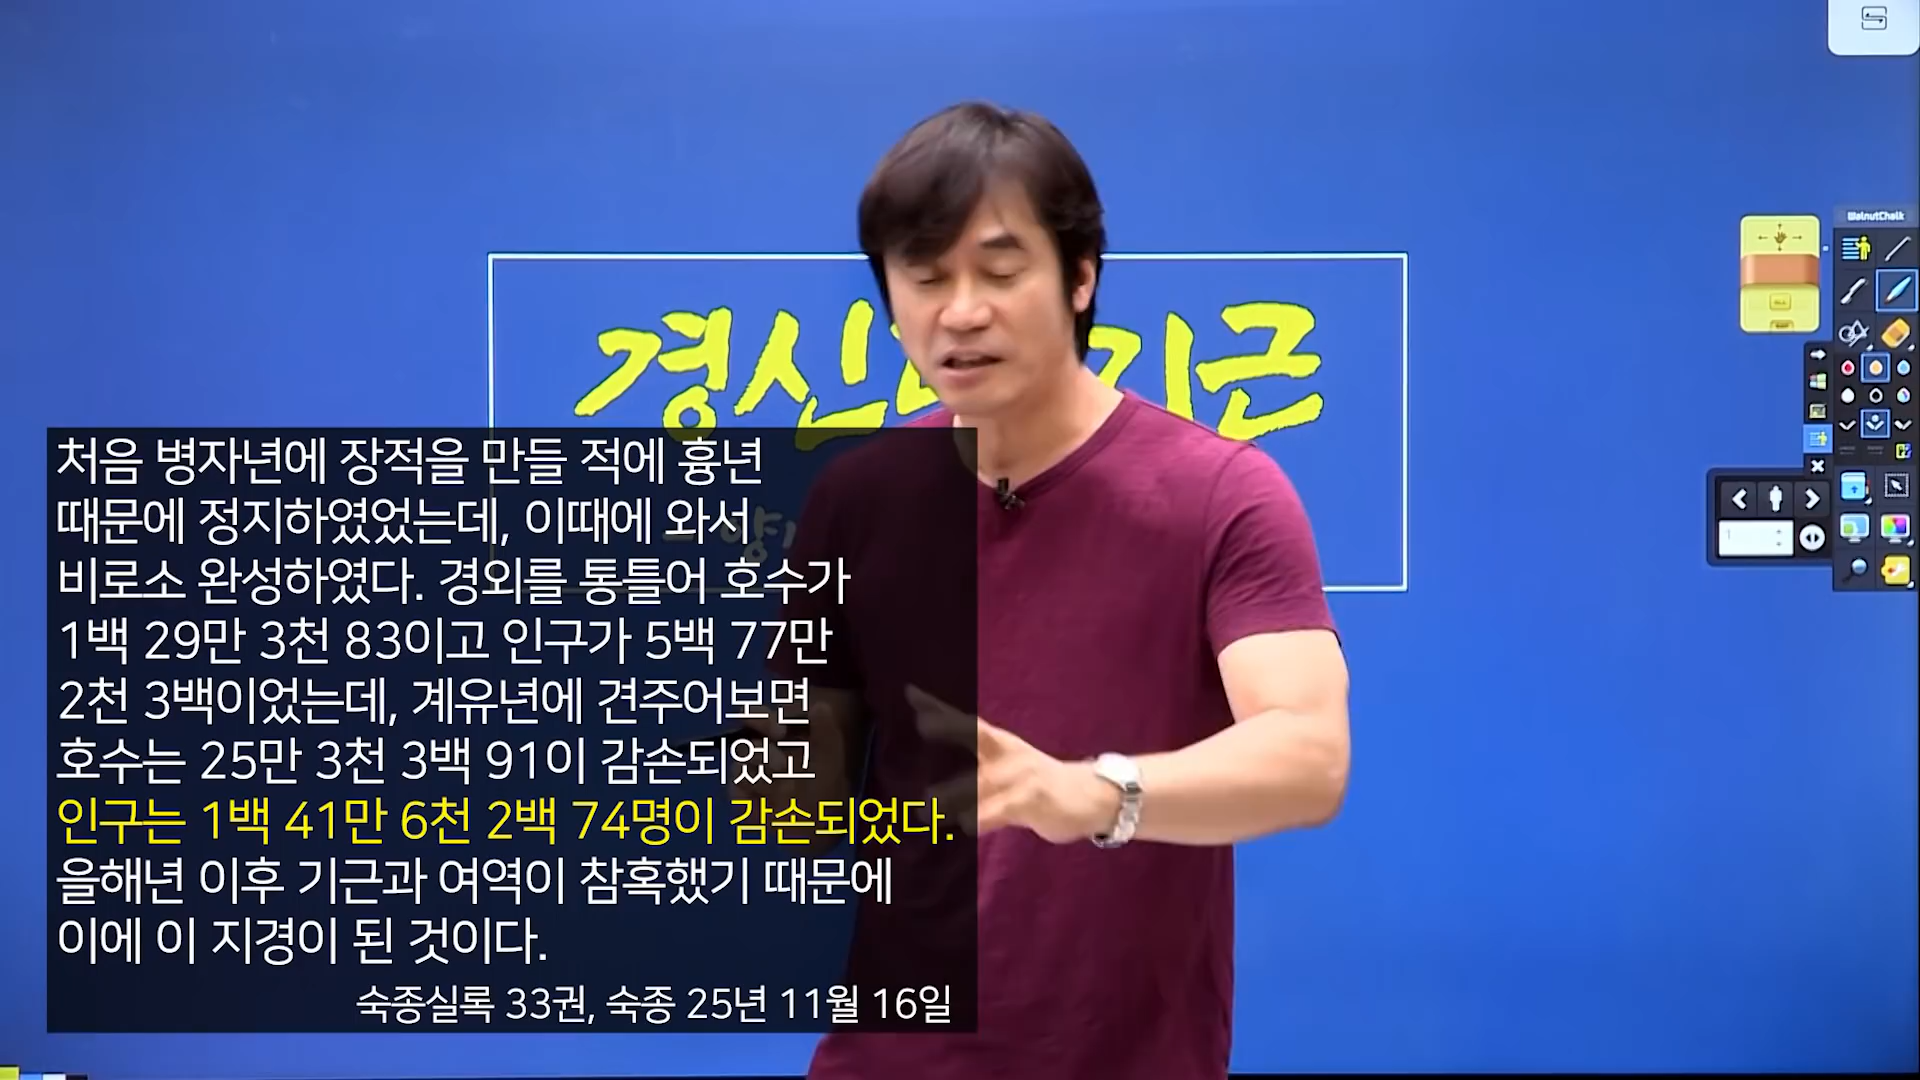 WalnutChalk
경신 기근
처음 병자년에 장적을 만들 적에 흉년
때문에 정지하였었는데, 이때에 와서
비로소 완성하였다. 경외를 통틀어 호수가
1백 29만 3천 83이고 인구가 5백 77만
2천 3백이었는데, 계유년에 견주어보면
호수는 25만 3천 3백 91이 감손되었고
인구는 1백 41만 6천 2백 74명이 감손되었다.
을해년 이후 기근과 여역이 참혹했기 때문에
이에 이 지경이 된 것이다.
숙종실록 33권, 숙종 25년 11월 16일
1